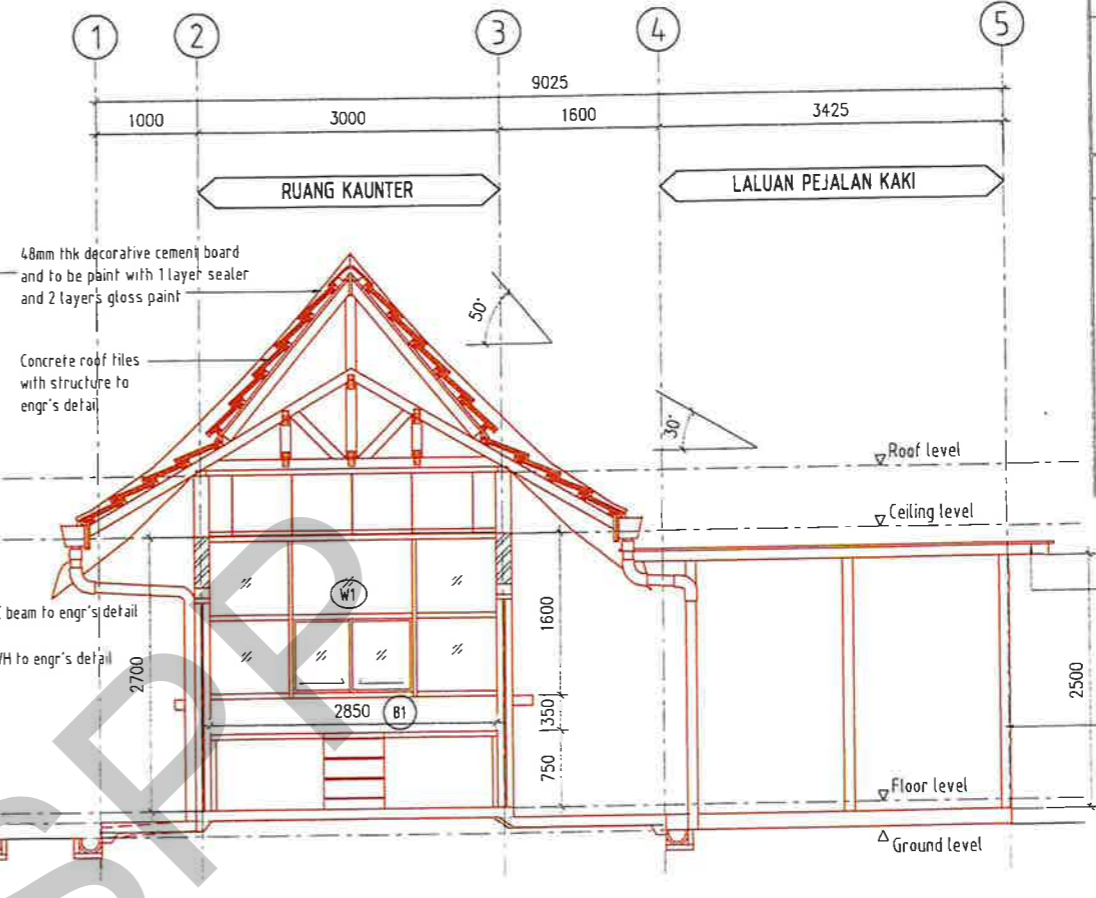 1
2
3
4
5
9025
1000
3000
1600
3425
RUANG KAUNTER
LALUAN PEJALAN KAKI
48mm thk decorative cement board
and to be paint with 1 layer sealer
and 2 layers gloss paint
50°
Concrete roof tiles
with structure to
engr's detail
30°
Roof level
Ceiling level
W1
beam to engr's detail
to engr's detail
2700
1600
2500
2850
B1
350
750
Floor level
Ground level
SPP